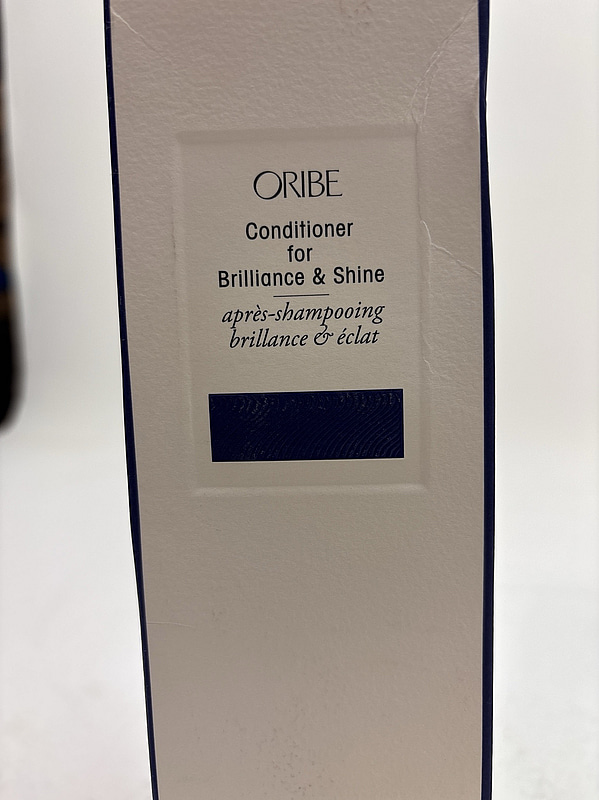 ORIBE
Conditioner
for
Brilliance & Shine
après-shampooing
brillance & éclat